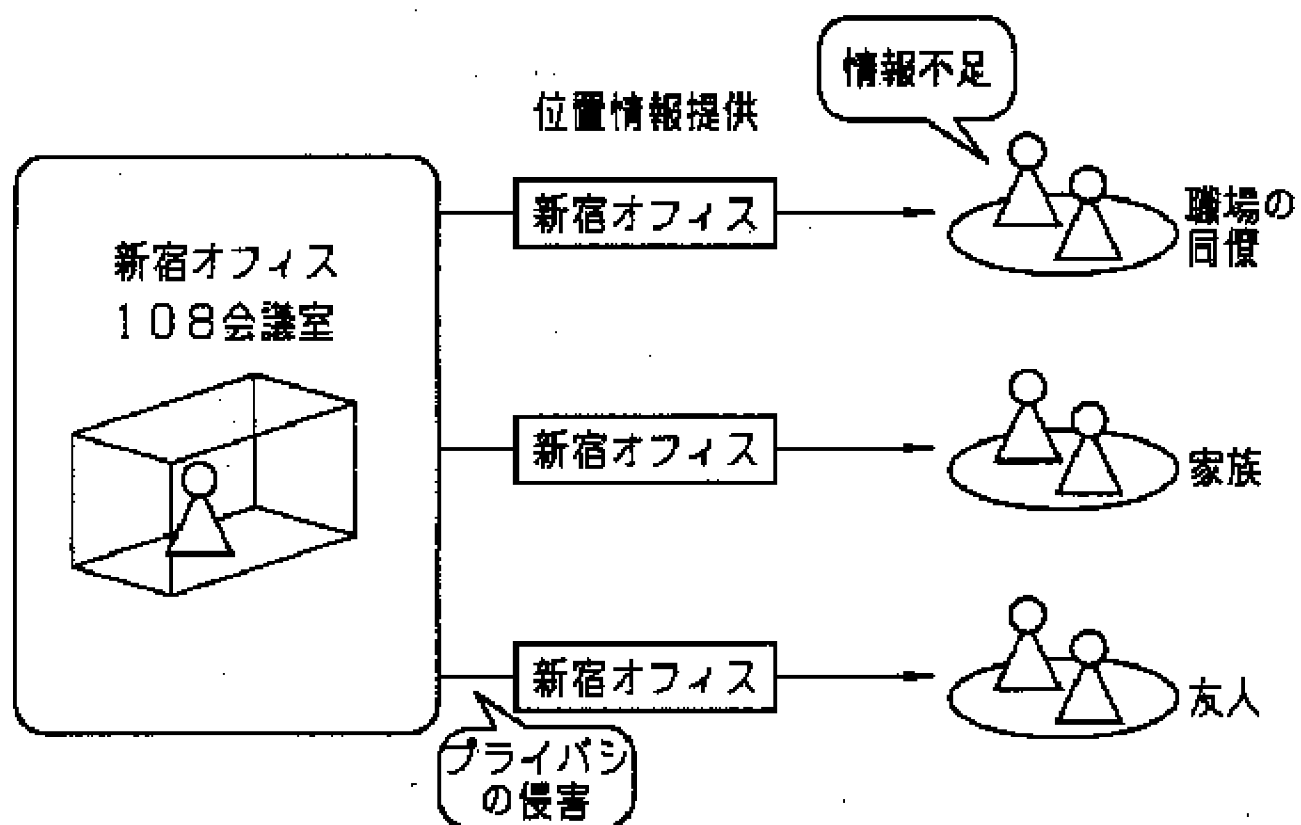 情報不足
位置情報提供
新宿オフィス
職場の
同僚
新宿オフィス
108会議室
新宿オフィス
家族
新宿オフィス
友人
プライバシ
の侵害